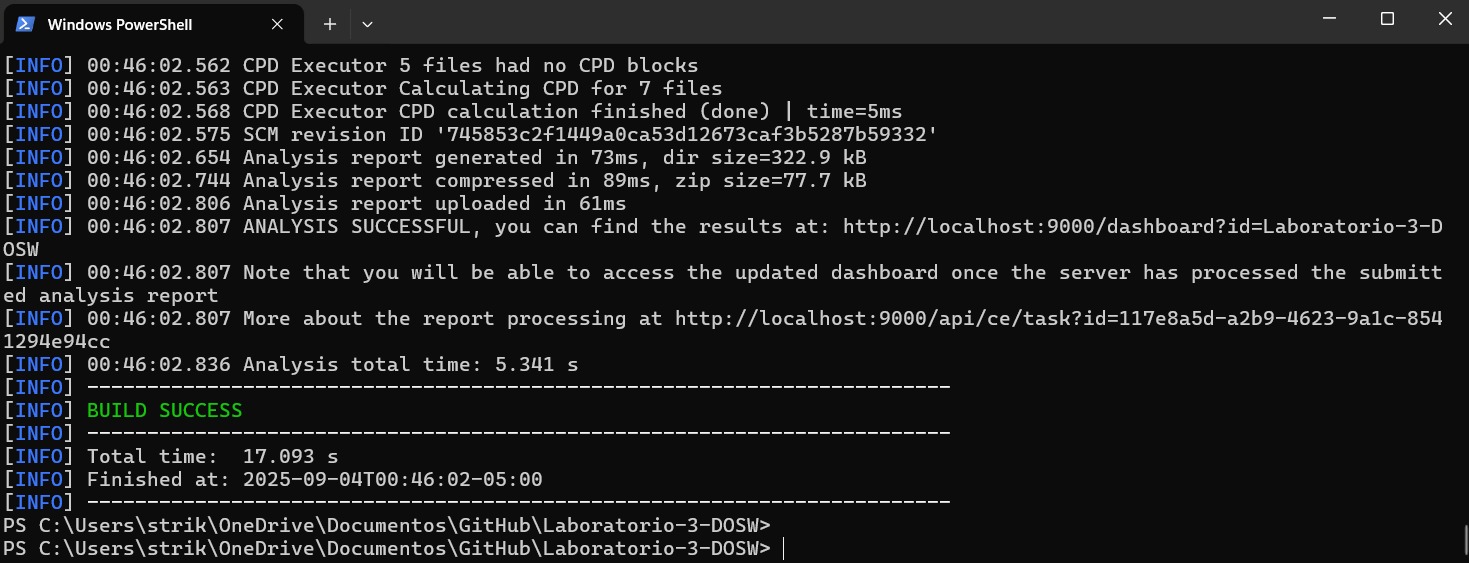 Windows PowerShell
[INFO] 00:46:02.562 CPD Executor 5 files had no CPD blocks
[INFO] 00:46:02.563 CPD Executor Calculating CPD for 7 files
[INFO] 00:46:02.568 CPD Executor CPD calculation finished (done) | time=5ms
[INFO] 00:46:02.575 SCM revision ID '745853c2f1449a0ca53d12673caf3b5287b59332'
[INFO] 00:46:02.654 Analysis report generated in 73ms, dir size=322.9 kB
[INFO] 00:46:02.744 Analysis report compressed in 89ms, zip size=77.7 kB
[INFO] 00:46:02.806 Analysis report uploaded in 61ms
[INFO] 00:46:02.807 ANALYSIS SUCCESSFUL, you can find the results at: http://localhost:9000/dashboard?id=Laboratorio-3-D
OSW
[INFO] 00:46:02.807 Note that you will be able to access the updated dashboard once the server has processed the submitt
ed analysis report
[INFO] 00:46:02.807 More about the report processing at http://localhost:9000/api/ce/task?id=117e8a5d-a2b9-4623-9a1c-854
1294e94cc
[INFO] 00:46:02.836 Analysis total time: 5.341 s
[INFO] ------------------------------------------------------------------------
[INFO] BUILD SUCCESS
[INFO] ------------------------------------------------------------------------
[INFO] Total time:  17.093 s
[INFO] Finished at: 2025-09-04T00:46:02-05:00
[INFO] ------------------------------------------------------------------------
PS C:\Users\strik\OneDrive\Documentos\GitHub\Laboratorio-3-DOSW>
PS C:\Users\strik\OneDrive\Documentos\GitHub\Laboratorio-3-DOSW>